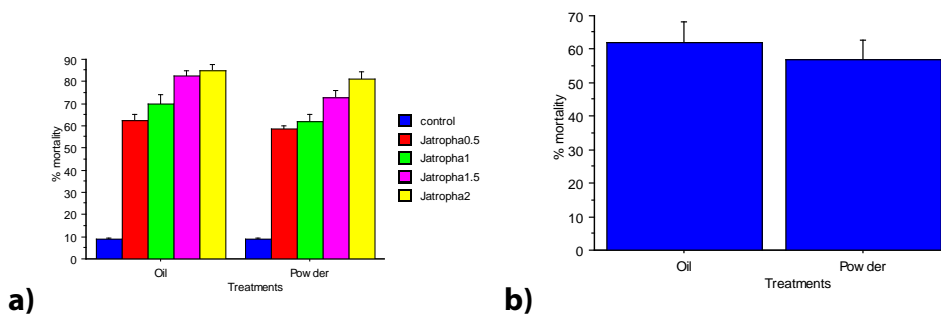 90
80
70
60
50
40
30
20
10
0
% mortality
Oil
Pow der
Treatments
control
Jatropha0.5
Jatropha1
Jatropha1.5
Jatropha2
a)
70
60
50
40
30
20
10
0
% mortality
Oil
Pow der
Treatments
b)